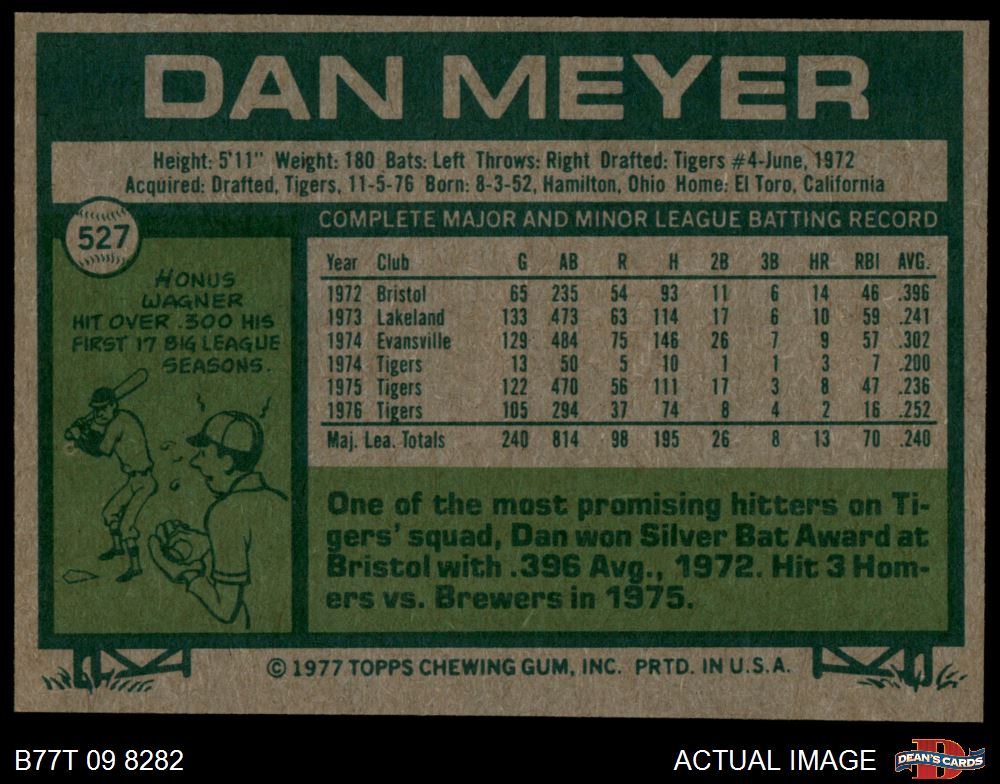 DAN MEYER
Height: 5'11" Weight: 180 Bats: Left Throws: Right Drafted: Tigers #4-June, 1972
Acquired: Drafted, Tigers, 11-5-76 Born: 8-3-52, Hamilton, Ohio Home: El Toro, California
527
HONUS
WAGNER
HIT OVER .300 HIS
FIRST 17 BIG LEAGUE
SEASONS.
COMPLETE MAJOR AND MINOR LEAGUE BATTING RECORD
Year Club G AB R H 2B 3B HR RBI AVG.
1972 Bristol 65 235 54 93 11 6 14 46 .396
1973 Lakeland 133 473 63 114 17 6 10 59 .241
1974 Evansville 129 484 75 146 26 7 9 57 .302
1974 Tigers 13 50 5 10 1 1 3 7 .200
1975 Tigers 122 470 56 111 17 3 8 47 .236
1976 Tigers 105 294 37 74 8 4 2 16 .252
Maj. Lea. Totals 240 814 98 195 26 8 13 70 .240
One of the most promising hitters on Ti-
gers' squad, Dan won Silver Bat Award at
Bristol with .396 Avg., 1972. Hit 3 Hom-
ers vs. Brewers in 1975.
© 1977 TOPPS CHEWING GUM, INC. PRTD. IN U.S.A.
B77T 09 8282
ACTUAL IMAGE
D
DEAN'S CARDS